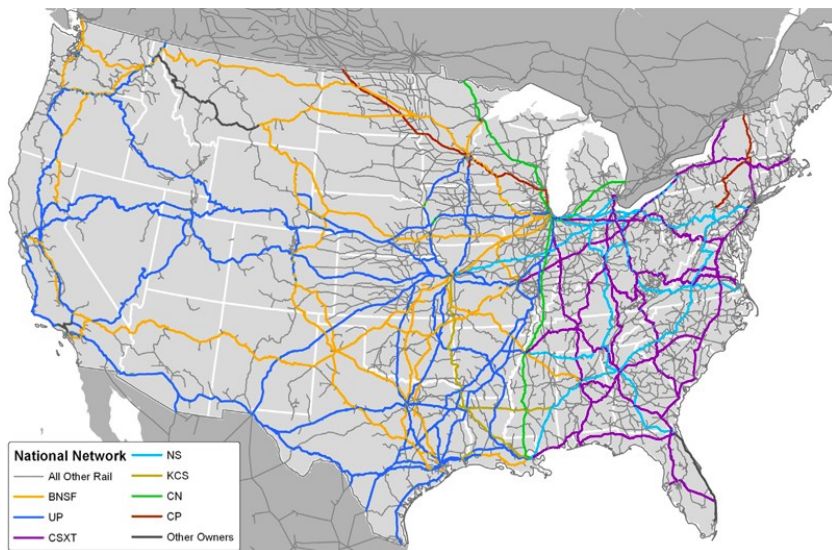 National Network
All Other Rail
BNSF
UP
CSXT
NS
KCS
CN
CP
Other Owners